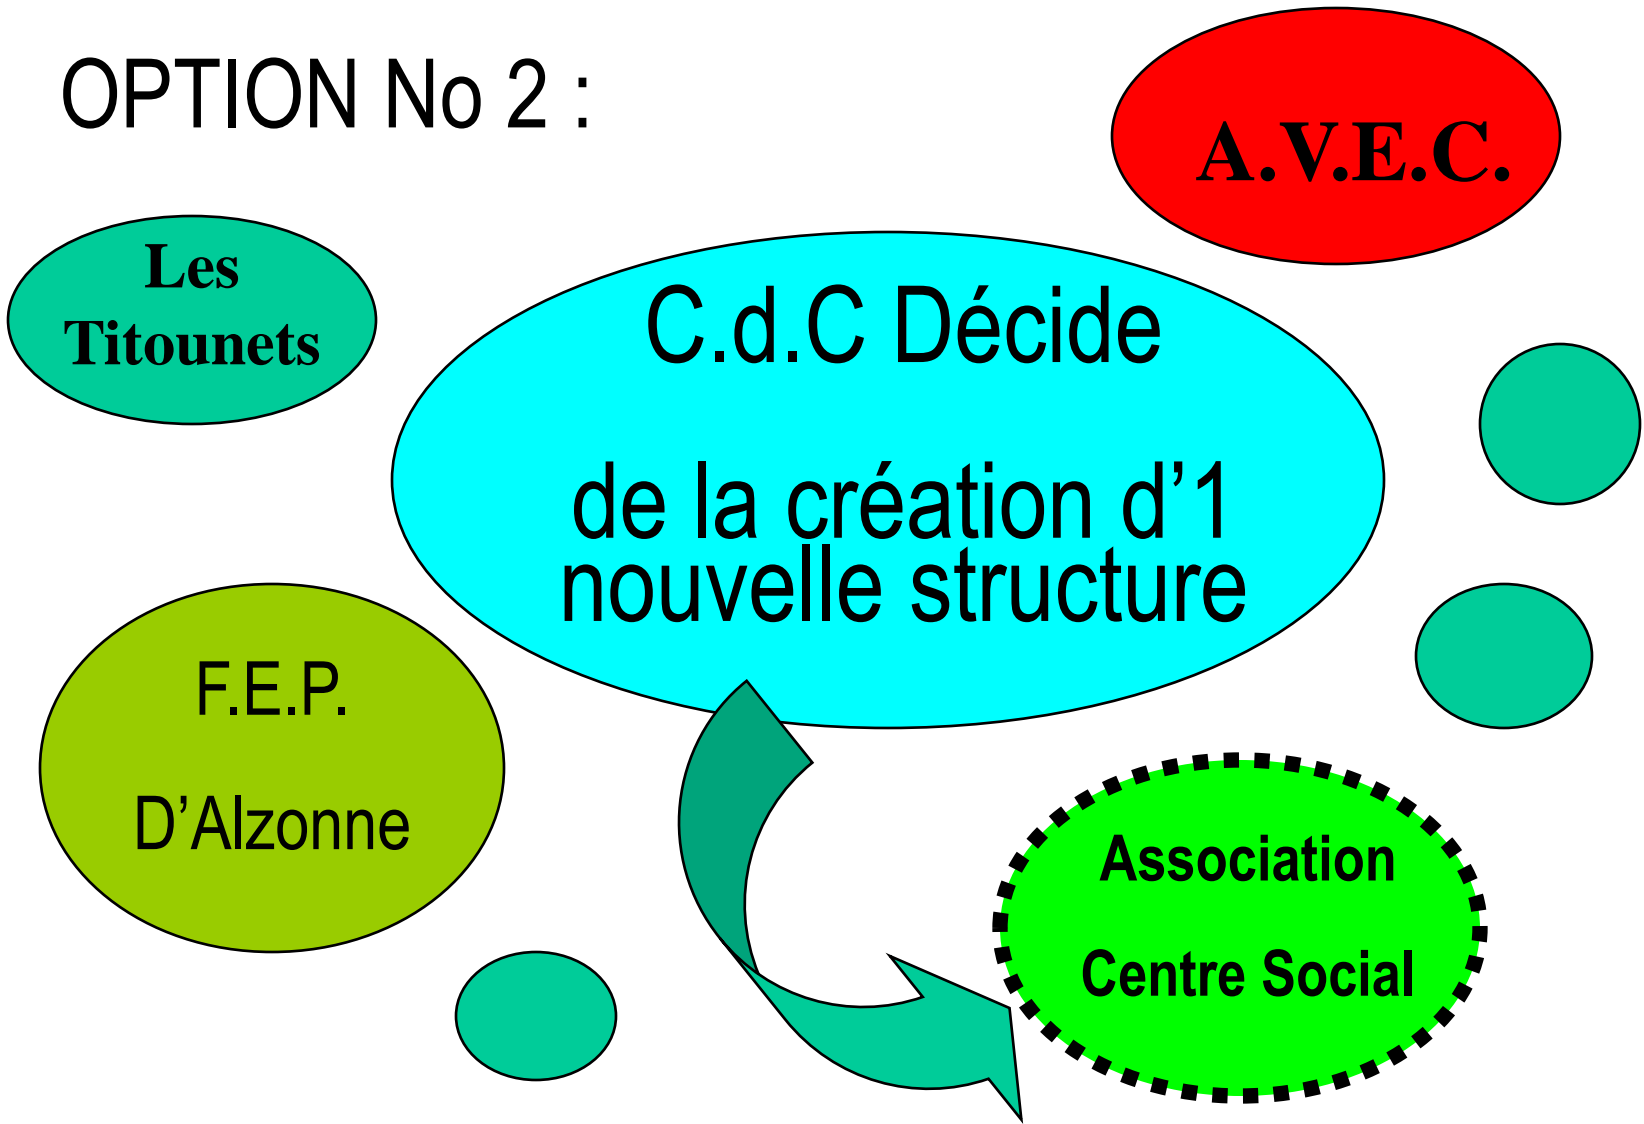 OPTION No 2 :
A.V.E.C.
Les
Titounets
C.d.C Décide
de la création d’1
nouvelle structure
F.E.P.
D’Alzonne
Association
Centre Social